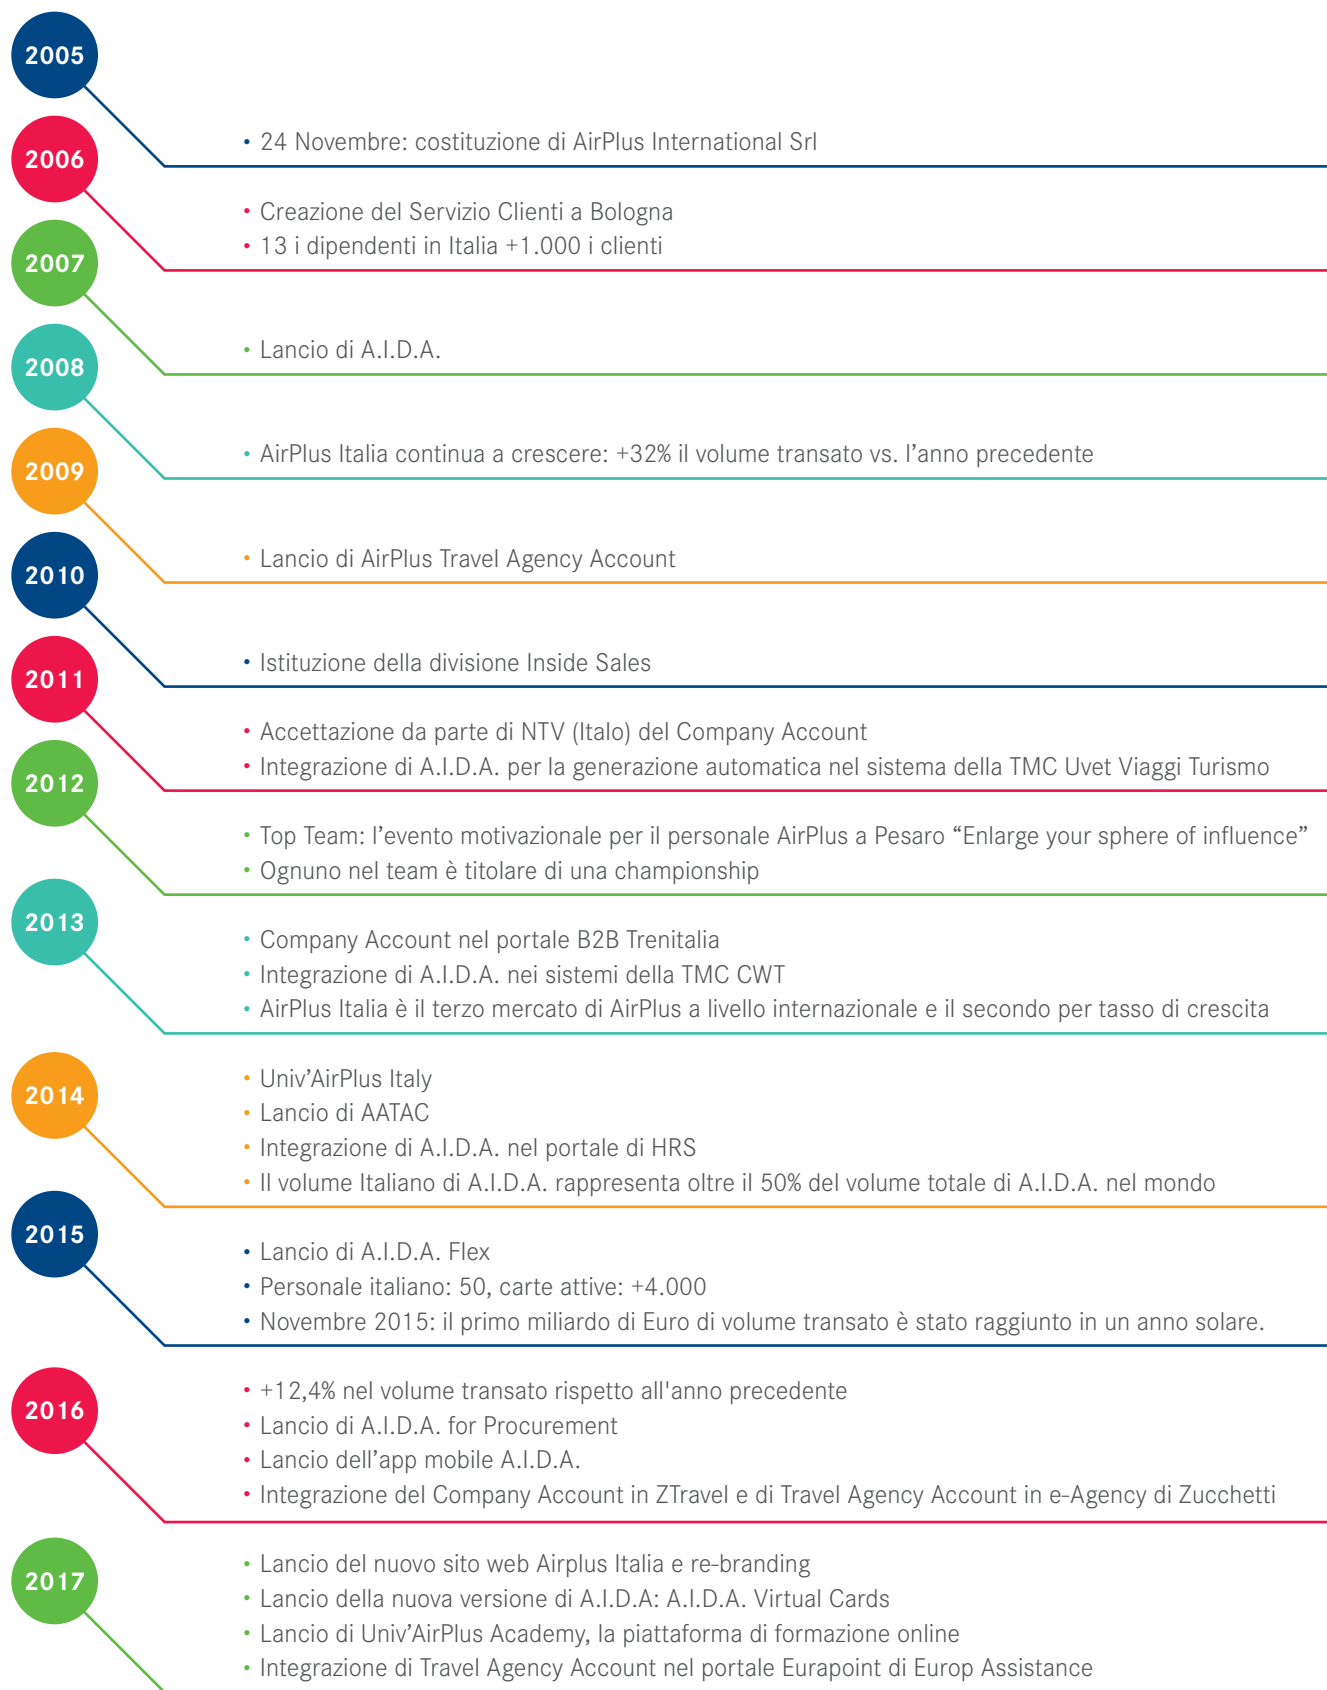 2005
• 24 Novembre: costituzione di AirPlus International Srl
2006
• Creazione del Servizio Clienti a Bologna
• 13 i dipendenti in Italia +1.000 i clienti
2007
• Lancio di A.I.D.A.
2008
• AirPlus Italia continua a crescere: +32% il volume transato vs. l’anno precedente
2009
• Lancio di AirPlus Travel Agency Account
2010
• Istituzione della divisione Inside Sales
2011
• Accettazione da parte di NTV (Italo) del Company Account
• Integrazione di A.I.D.A. per la generazione automatica nel sistema della TMC Uvet Viaggi Turismo
2012
• Top Team: l’evento motivazionale per il personale AirPlus a Pesaro “Enlarge your sphere of influence”
• Ognuno nel team è titolare di una championship
2013
• Company Account nel portale B2B Trenitalia
• Integrazione di A.I.D.A. nei sistemi della TMC CWT
• AirPlus Italia è il terzo mercato di AirPlus a livello internazionale e il secondo per tasso di crescita
2014
• Univ’AirPlus Italy
• Lancio di AATAC
• Integrazione di A.I.D.A. nel portale di HRS
• Il volume Italiano di A.I.D.A. rappresenta oltre il 50% del volume totale di A.I.D.A. nel mondo
2015
• Lancio di A.I.D.A. Flex
• Personale italiano: 50, carte attive: +4.000
• Novembre 2015: il primo miliardo di Euro di volume transato è stato raggiunto in un anno solare.
2016
• +12,4% nel volume transato rispetto all'anno precedente
• Lancio di A.I.D.A. for Procurement
• Lancio dell’app mobile A.I.D.A.
• Integrazione del Company Account in ZTravel e di Travel Agency Account in e-Agency di Zucchetti
2017
• Lancio del nuovo sito web Airplus Italia e re-branding
• Lancio della nuova versione di A.I.D.A: A.I.D.A. Virtual Cards
• Lancio di Univ’AirPlus Academy, la piattaforma di formazione online
• Integrazione di Travel Agency Account nel portale Eurapoint di Europ Assistance